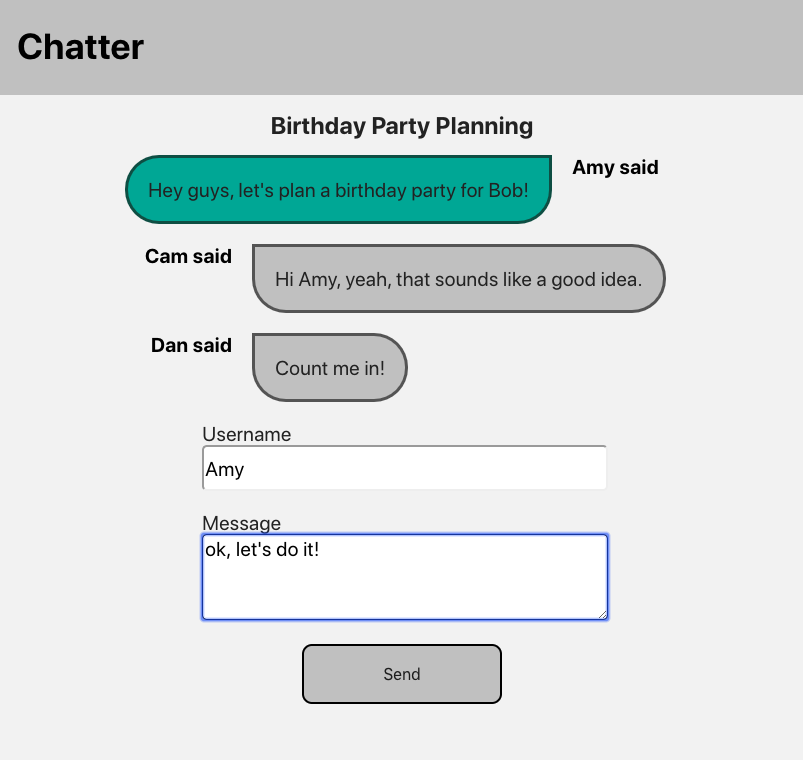 Chatter
Birthday Party Planning
Hey guys, let's plan a birthday party for Bob!
Amy said
Cam said
Hi Amy, yeah, that sounds like a good idea.
Dan said
Count me in!
Username
Amy
Message
ok, let's do it!
Send